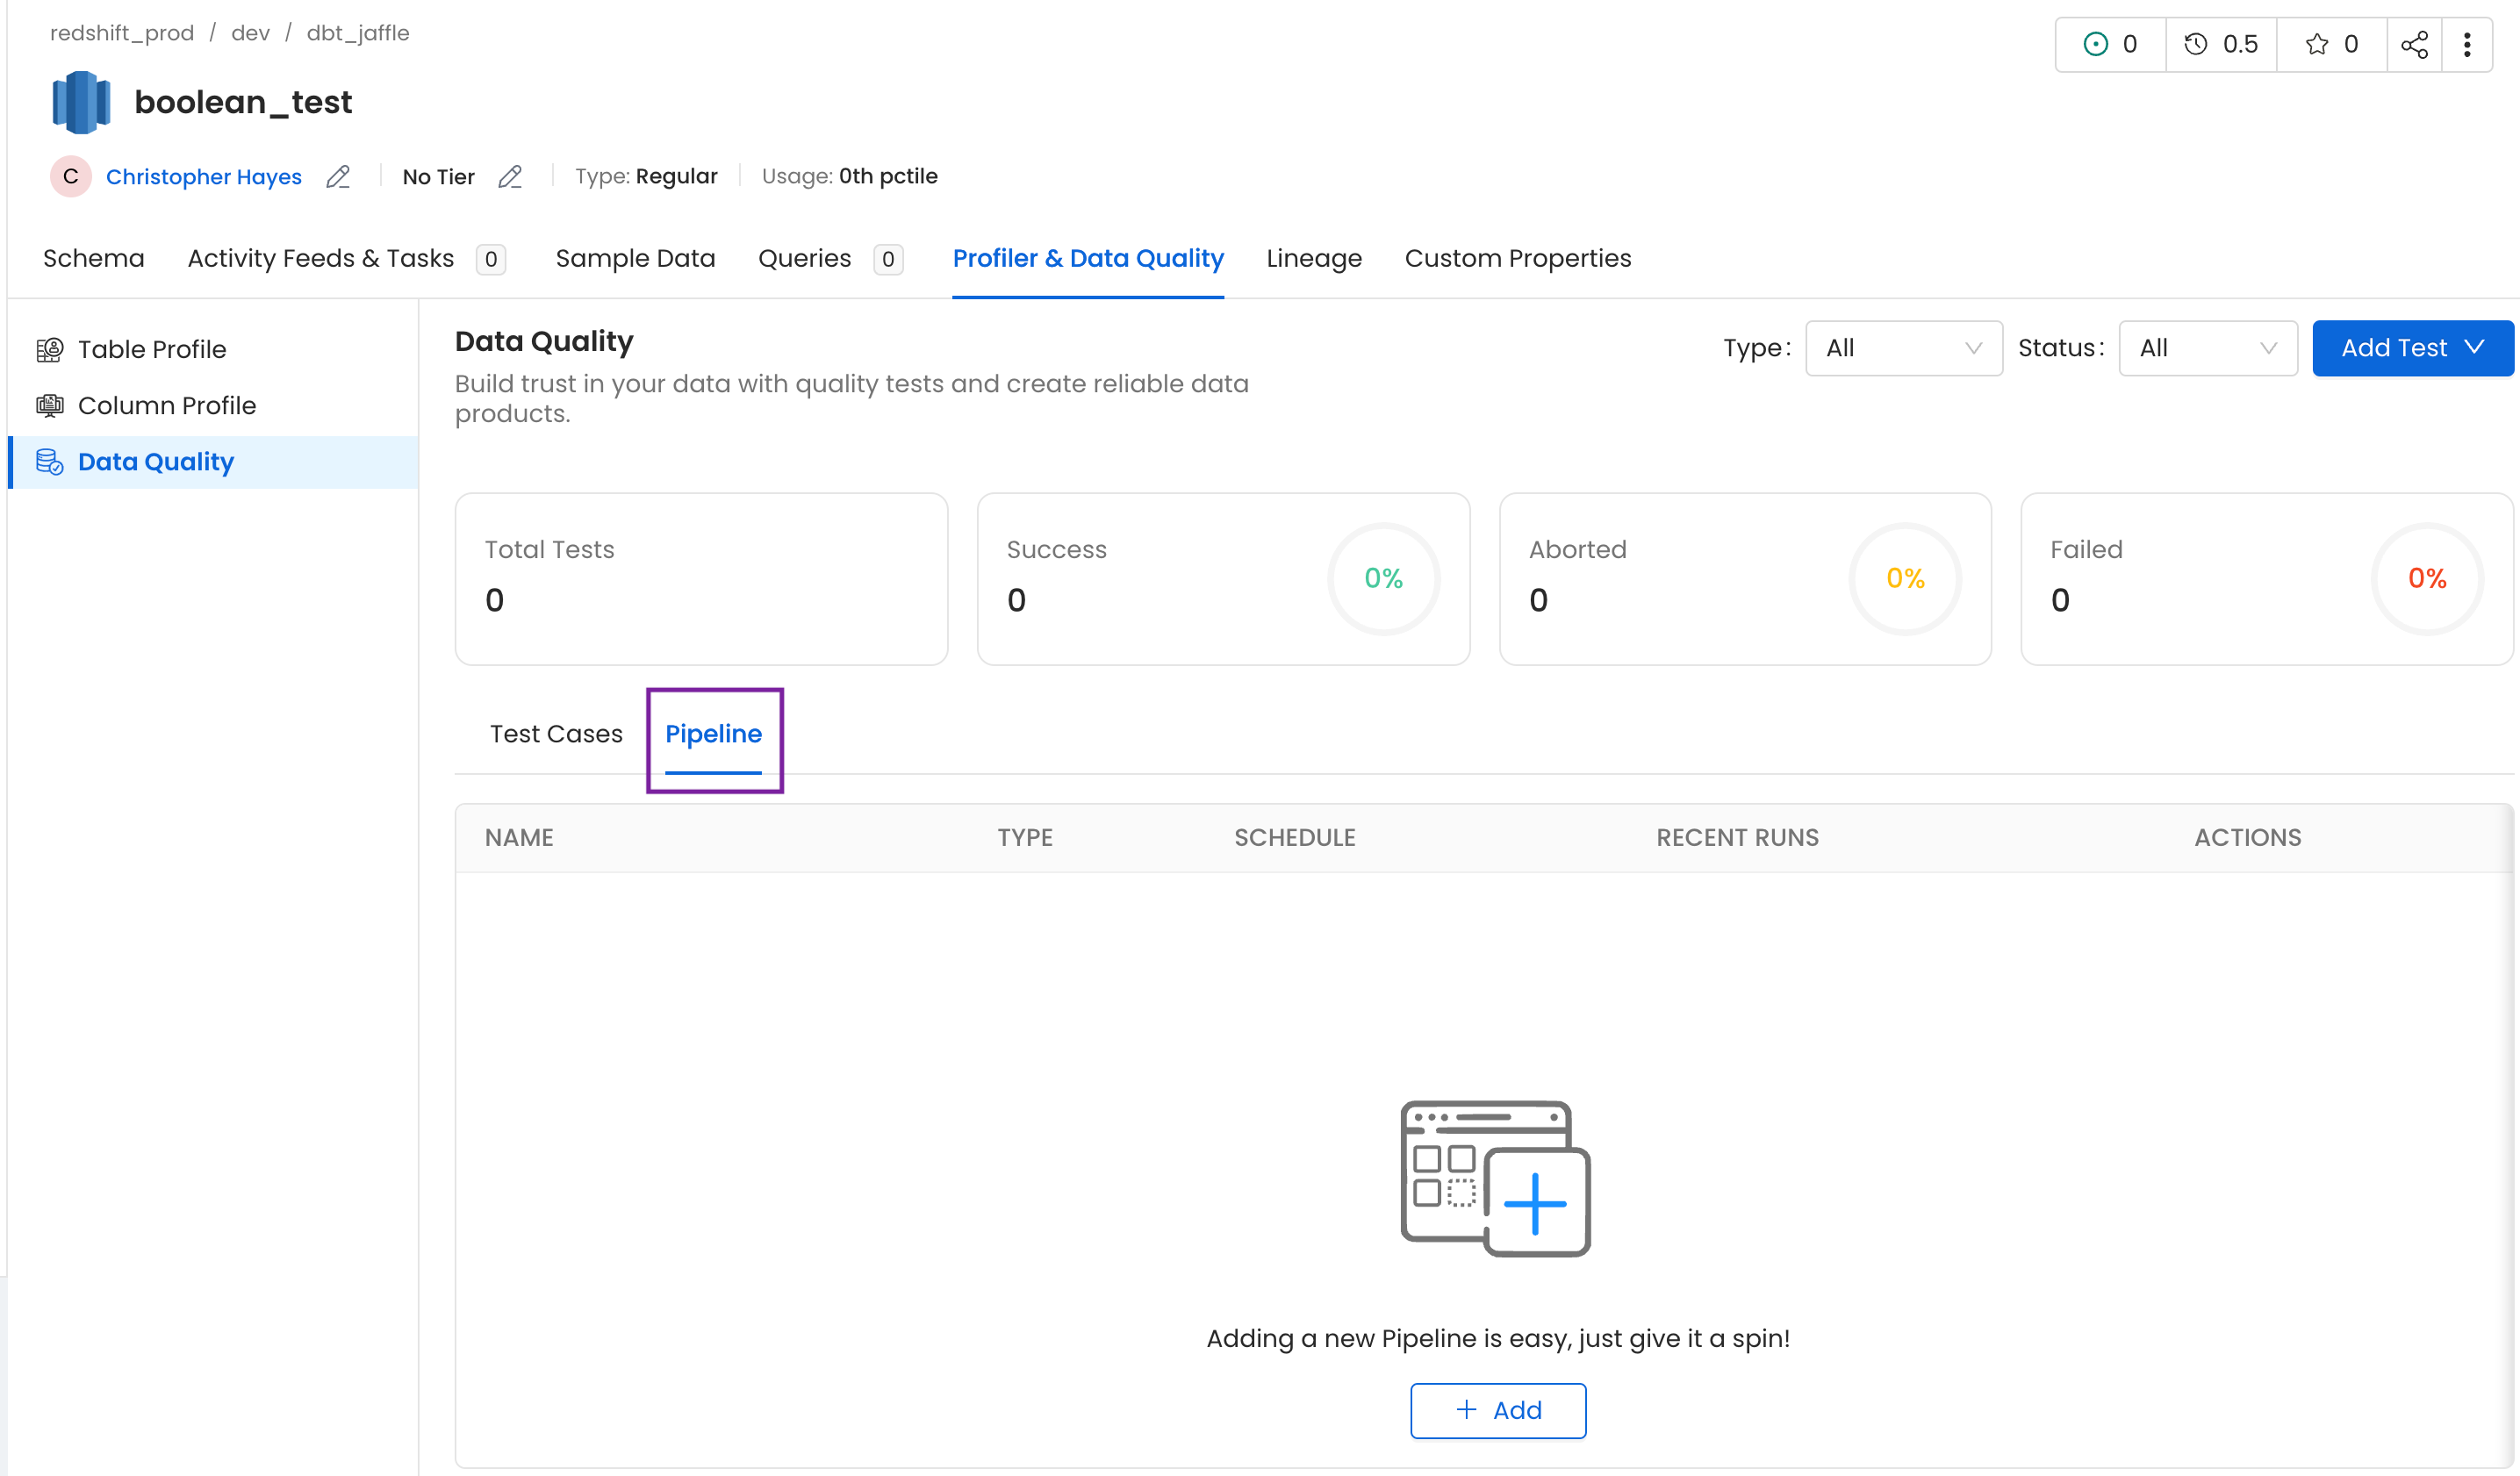 redshift_prod / dev / dbt_jaffle
0 0.5 0
boolean_test
C Christopher Hayes No Tier Type: Regular Usage: 0th pctile
Schema Activity Feeds & Tasks 0 Sample Data Queries 0 Profiler & Data Quality Lineage Custom Properties
Table Profile
Column Profile
Data Quality
Data Quality
Build trust in your data with quality tests and create reliable data
products.
Type: All Status: All Add Test
Total Tests
0
Success
0
0%
Aborted
0
0%
Failed
0
0%
Test Cases Pipeline
NAME TYPE SCHEDULE RECENT RUNS ACTIONS
Adding a new Pipeline is easy, just give it a spin!
+ Add